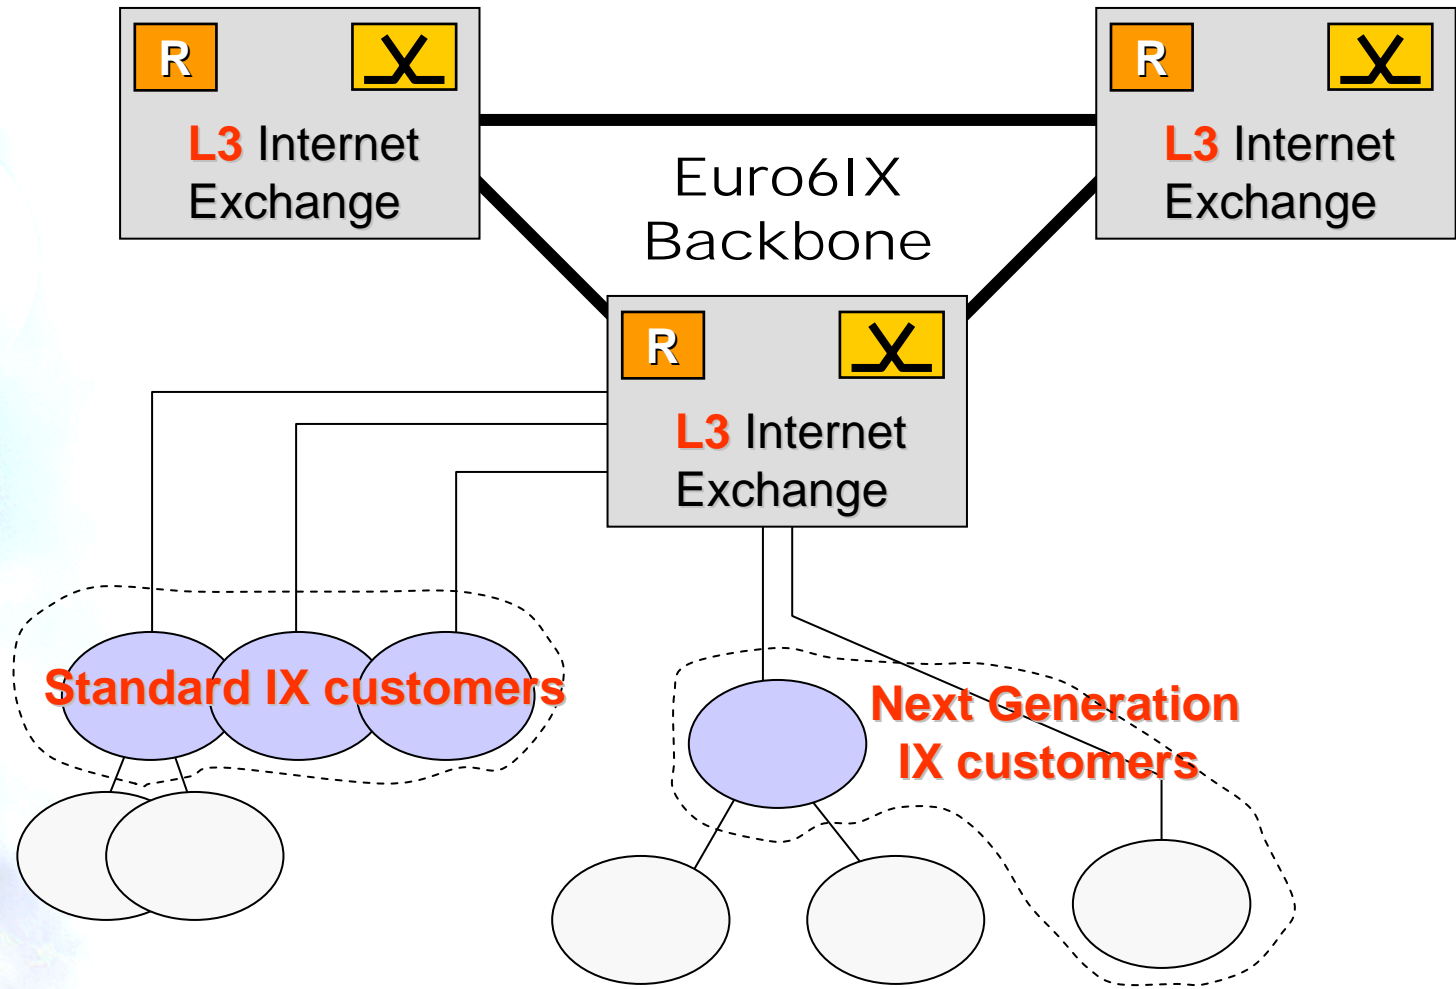 R
L3 Internet
Exchange
R
L3 Internet
Exchange
Euro6IX
Backbone
R
L3 Internet
Exchange
Standard IX customers
Next Generation
IX customers